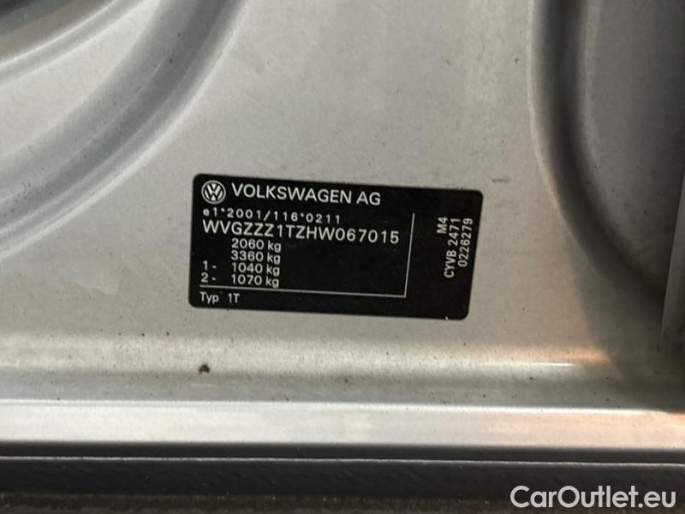 VOLKSWAGEN AG
e1*2001/116*0211
WVGZZZ1TZHW067015
2060 kg
3360 kg
1- 1040 kg
2- 1070 kg
Typ 1T
M4
CYVB 2471
0226279
CarOutlet.eu